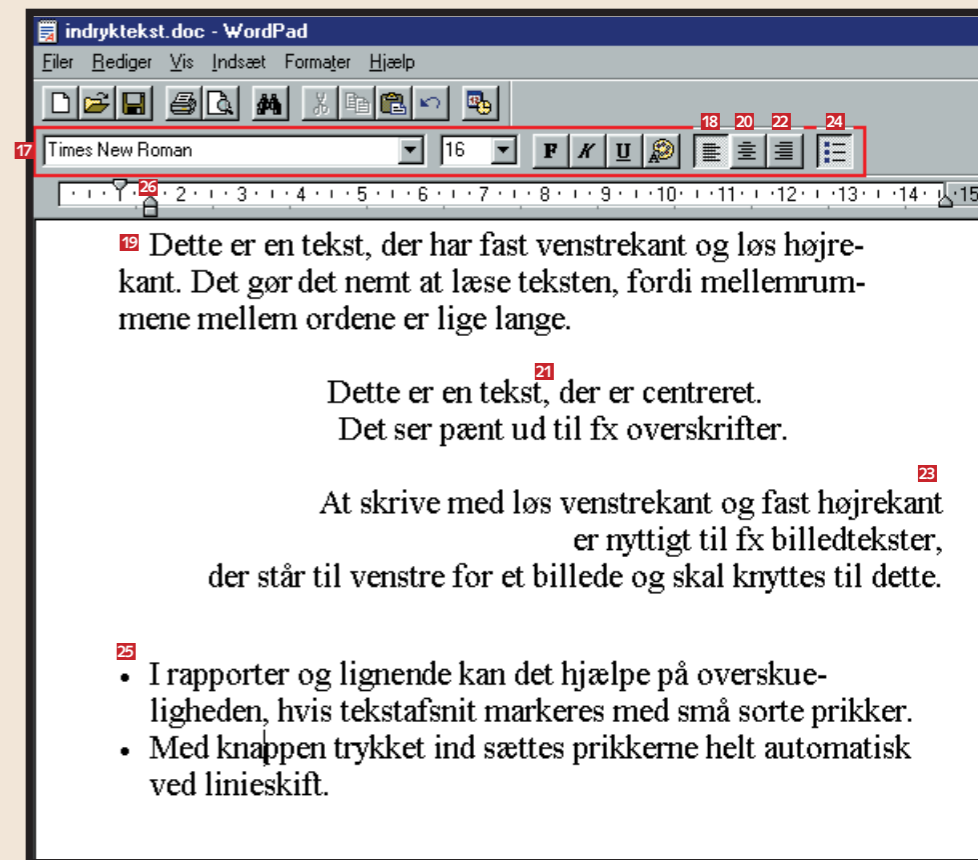 indryktekst.doc - WordPad
Filer Rediger Vis Indsæt Formater Hjælp
18 20 22 24
17 Times New Roman 16 F K U
26 2 3 4 5 6 7 8 9 10 11 12 13 14 15
19 Dette er en tekst, der har fast venstrekant og løs højre-
kant. Det gør det nemt at læse teksten, fordi mellemrum-
mene mellem ordene er lige lange.
21
Dette er en tekst, der er centreret.
Det ser pænt ud til fx overskrifter.
23
At skrive med løs venstrekant og fast højrekant
er nyttigt til fx billedtekster,
der står til venstre for et billede og skal knyttes til dette.
25
• I rapporter og lignende kan det hjælpe på overskue-
ligheden, hvis tekstafsnit markeres med små sorte prikker.
• Med knappen trykket ind sættes prikkerne helt automatisk
ved linieskift.